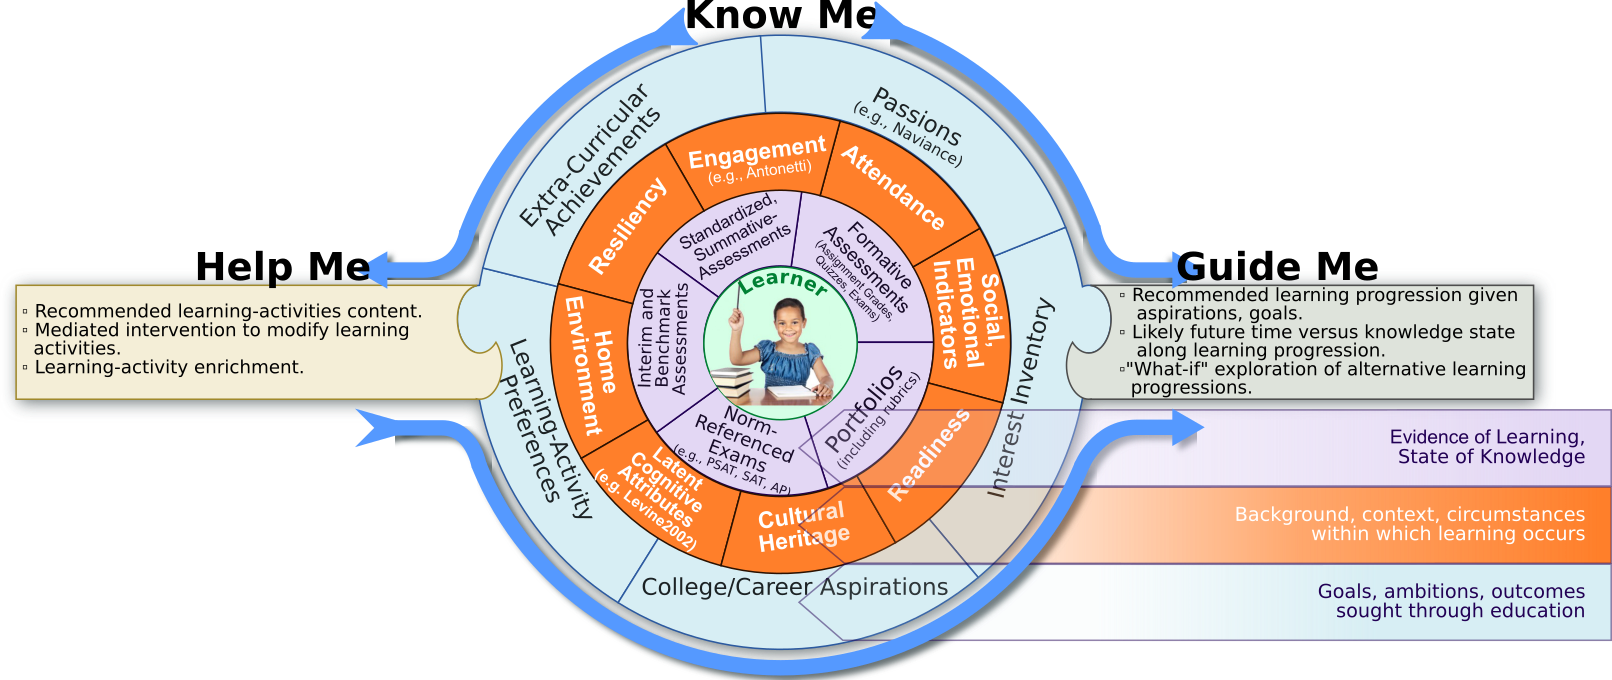 Know Me
Help Me
Guide Me
▫ Recommended learning-activities content.
▫ Mediated intervention to modify learning
activities.
▫ Learning-activity enrichment.
▫ Recommended learning progression given
aspirations, goals.
▫ Likely future time versus knowledge state
along learning progression.
▫"What-if" exploration of alternative learning
progressions.
Extra-Curricular
Achievements
Passions
(e.g., Naviance)
Interest Inventory
College/Career Aspirations
Learning-Activity
Preferences
Engagement
(e.g., Antonetti)
Attendance
Social,
Emotional
Indicators
Readiness
Cultural
Heritage
Latent
Cognitive
Attributes
(e.g. Levine2002)
Home
Environment
Resiliency
Standardized,
Summative-
Assessments
Formative
Assessments
(Assignment Grades,
Quizzes, Exams)
Portfolios
(including rubrics)
Norm-
Referenced
Exams
(e.g., PSAT, SAT, AP)
Interim and
Benchmark
Assessments
Learner
Evidence of Learning,
State of Knowledge
Background, context, circumstances
within which learning occurs
Goals, ambitions, outcomes
sought through education